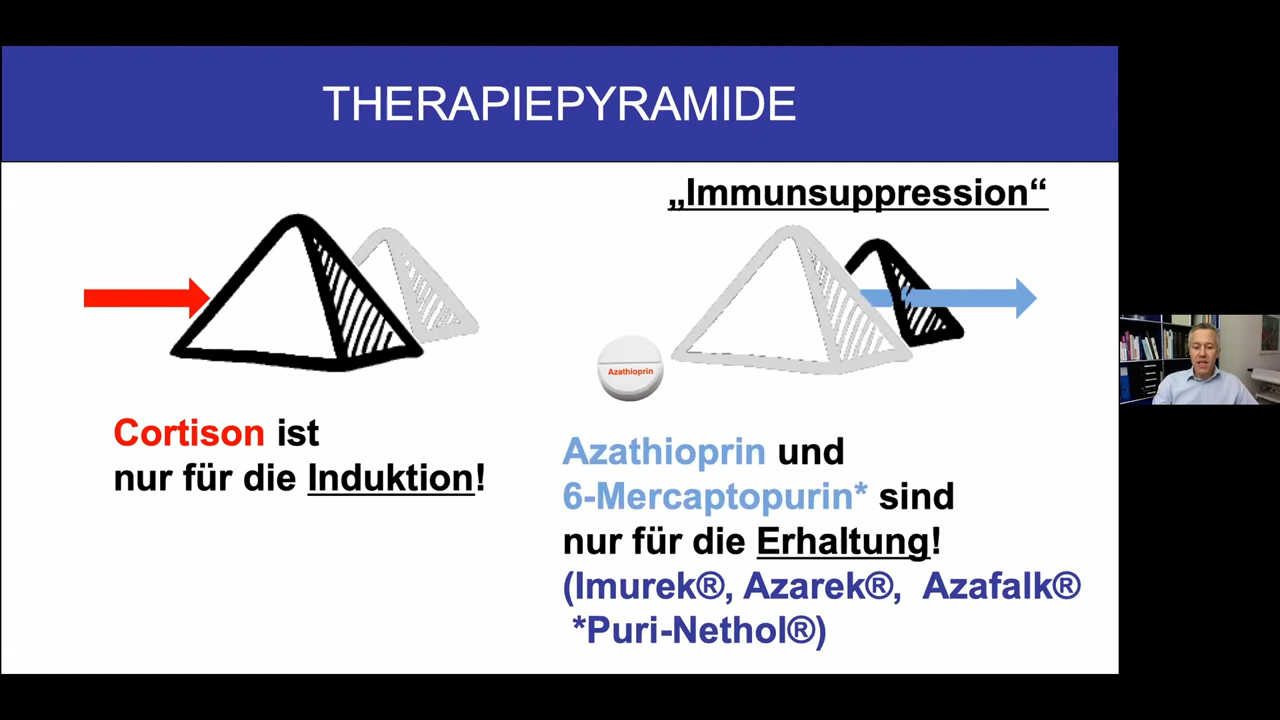 THERAPIEPYRAMIDE
„Immunsuppression“
Azathioprin
Cortison ist
nur für die Induktion!
Azathioprin und
6-Mercaptopurin* sind
nur für die Erhaltung!
(Imurek®, Azarek®, Azafalk®
*Puri-Nethol®)